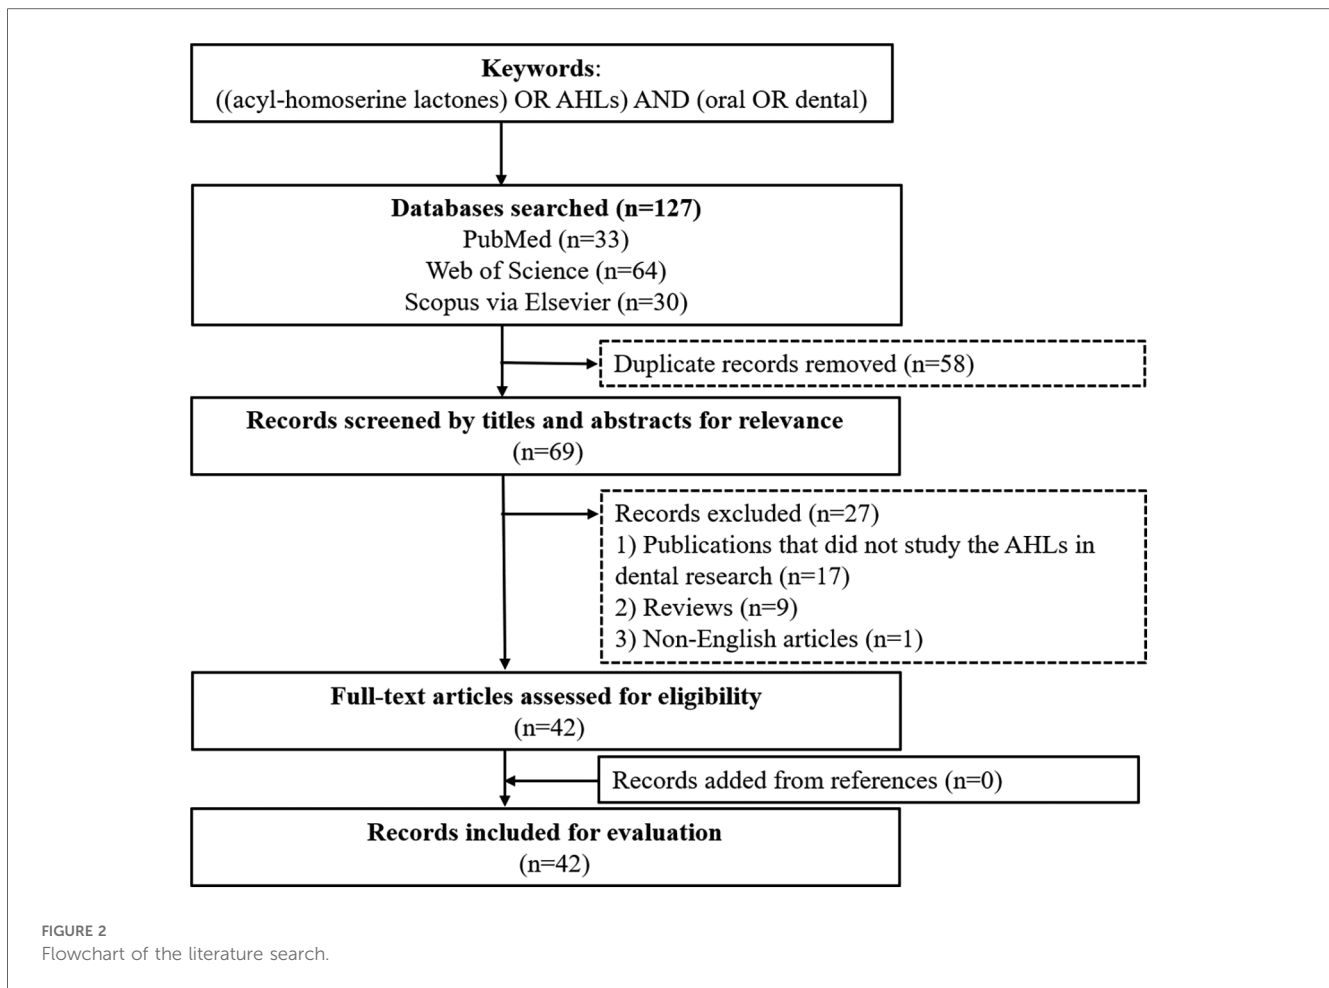 Keywords:
((acyl-homoserine lactones) OR AHLs) AND (oral OR dental)
Databases searched (n=127)
PubMed (n=33)
Web of Science (n=64)
Scopus via Elsevier (n=30)
Duplicate records removed (n=58)
Records screened by titles and abstracts for relevance
(n=69)
Records excluded (n=27)
1) Publications that did not study the AHLs in
dental research (n=17)
2) Reviews (n=9)
3) Non-English articles (n=1)
Full-text articles assessed for eligibility
(n=42)
Records added from references (n=0)
Records included for evaluation
(n=42)
FIGURE 2
Flowchart of the literature search.